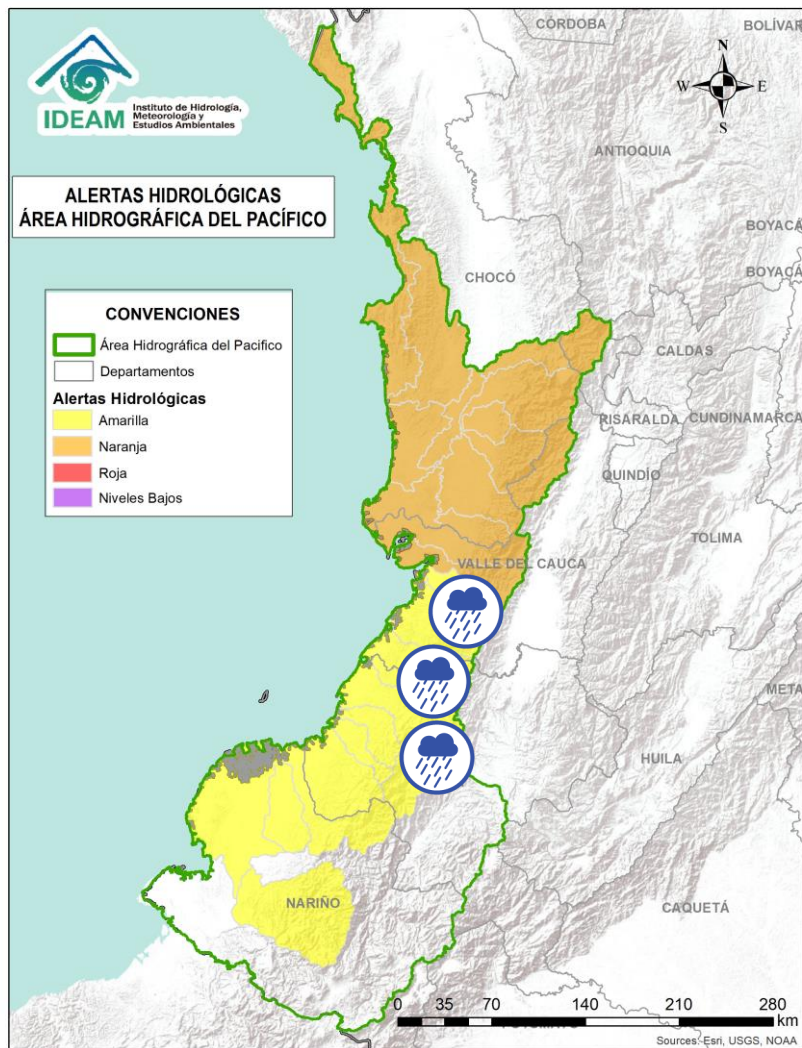 CÓRDOBA
BOLÍVAR
N
W
E
S
IDEAM
Instituto de Hidrología,
Meteorología y
Estudios Ambientales
ANTIOQUIA
ALERTAS HIDROLÓGICAS
ÁREA HIDROGRÁFICA DEL PACÍFICO
BOYACÁ
BOYACÁ
CHOCÓ
CONVENCIONES
Área Hidrográfica del Pacifico
Departamentos
Alertas Hidrológicas
Amarilla
Naranja
Roja
Niveles Bajos
CALDAS
RISARALDA
CUNDINAMARCA
QUINDÍO
TOLIMA
VALLE DEL CAUCA
META
HUILA
NARIÑO
CAQUETÁ
0 35 70 140 210 280
km
Sources: Esri, USGS, NOAA